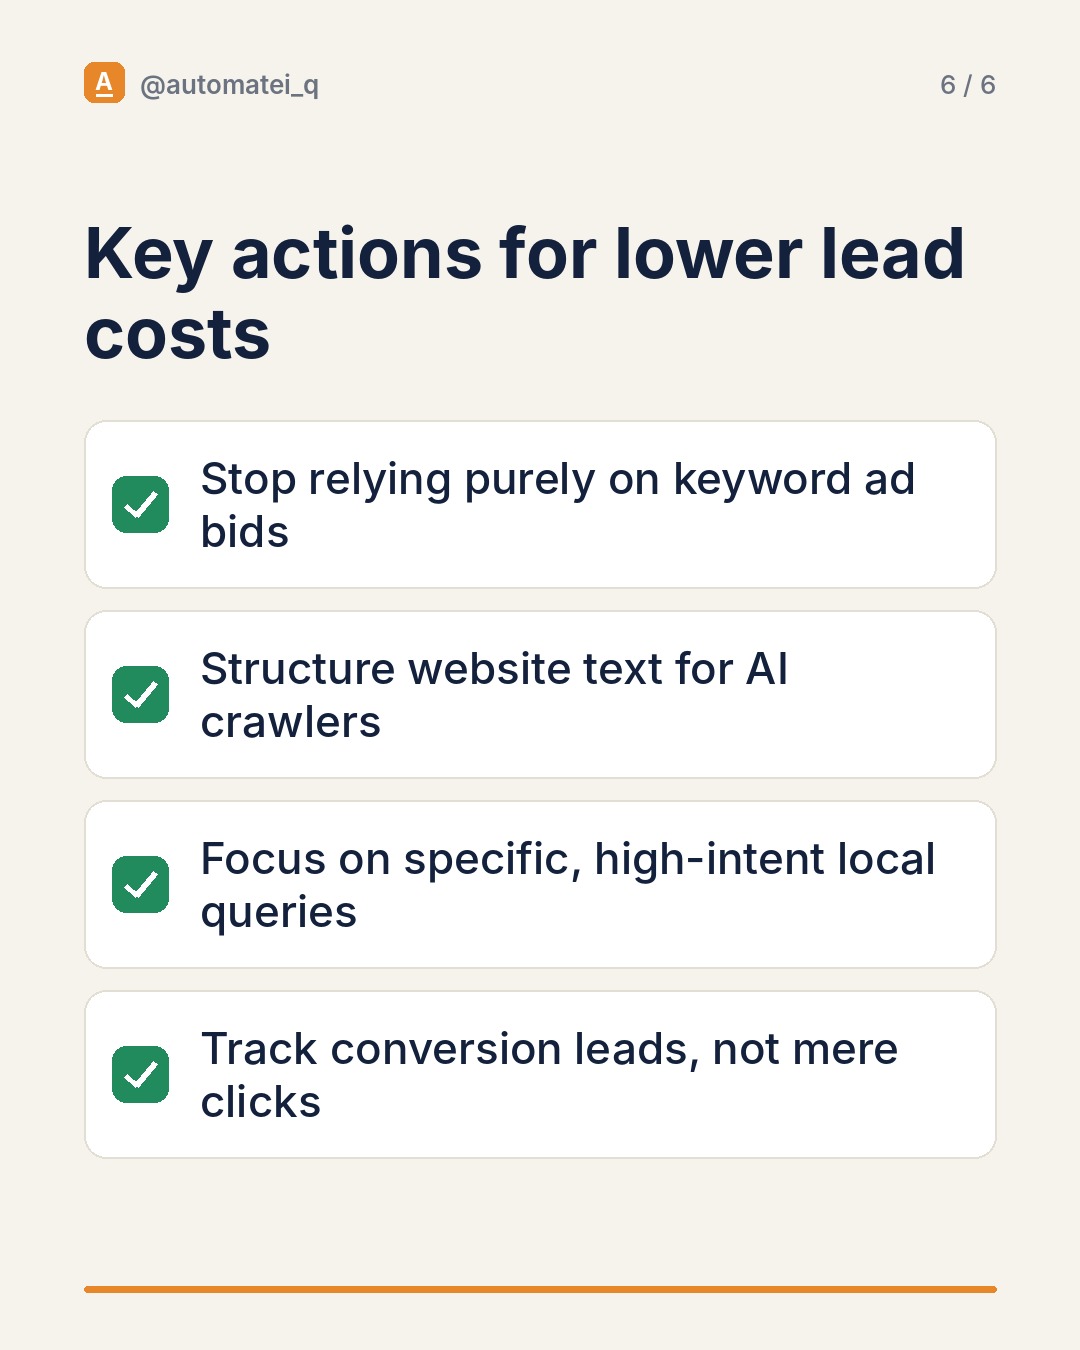 A
@automatei_q
6 / 6
Key actions for lower lead
costs
Stop relying purely on keyword ad
bids
Structure website text for AI
crawlers
Focus on specific, high-intent local
queries
Track conversion leads, not mere
clicks